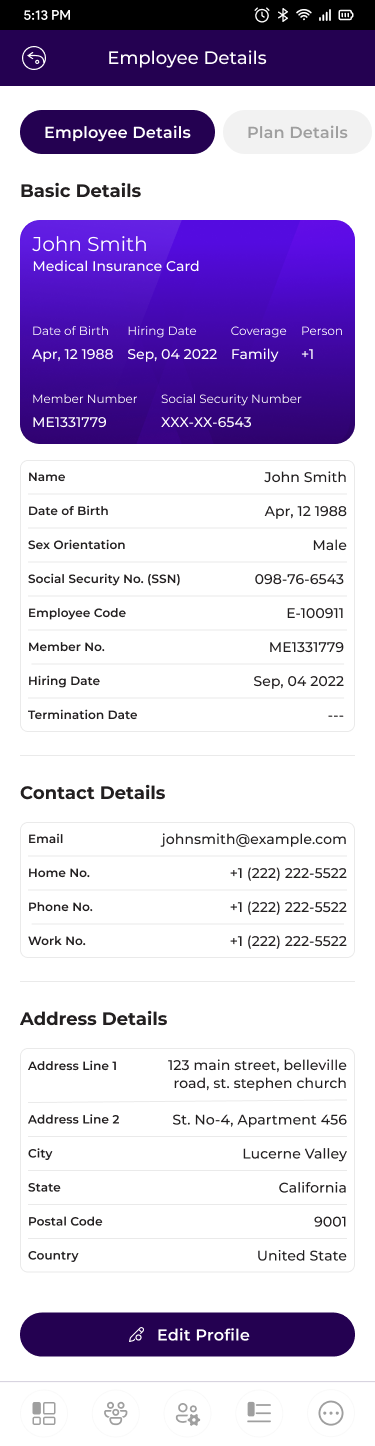 5:13 PM
Employee Details
Employee Details Plan Details
Basic Details
John Smith
Medical Insurance Card
Date of Birth Hiring Date Coverage Person
Apr, 12 1988 Sep, 04 2022 Family +1
Member Number Social Security Number
ME1331779 XXX-XX-6543
Name John Smith
Date of Birth Apr, 12 1988
Sex Orientation Male
Social Security No. (SSN) 098-76-6543
Employee Code E-100911
Member No. ME1331779
Hiring Date Sep, 04 2022
Termination Date ---
Contact Details
Email johnsmith@example.com
Home No. +1 (222) 222-5522
Phone No. +1 (222) 222-5522
Work No. +1 (222) 222-5522
Address Details
Address Line 1 123 main street, belleville
road, st. stephen church
Address Line 2 St. No-4, Apartment 456
City Lucerne Valley
State California
Postal Code 9001
Country United State
Edit Profile